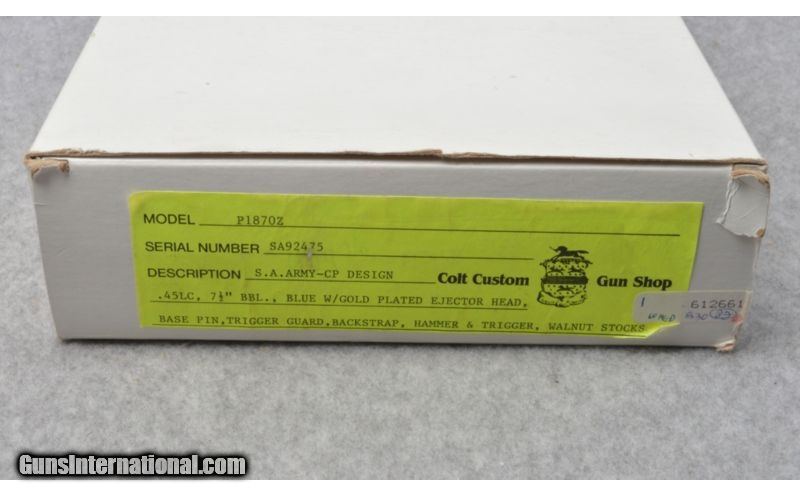 MODEL P1870Z
SERIAL NUMBER SA92475
DESCRIPTION S.A.ARMY-CP DESIGN
Colt Custom Gun Shop
.45LC, 7½" BBL., BLUE W/GOLD PLATED EJECTOR HEAD,
BASE PIN,TRIGGER GUARD,BACKSTRAP, HAMMER & TRIGGER, WALNUT STOCKS
612661
GunsInternational.com